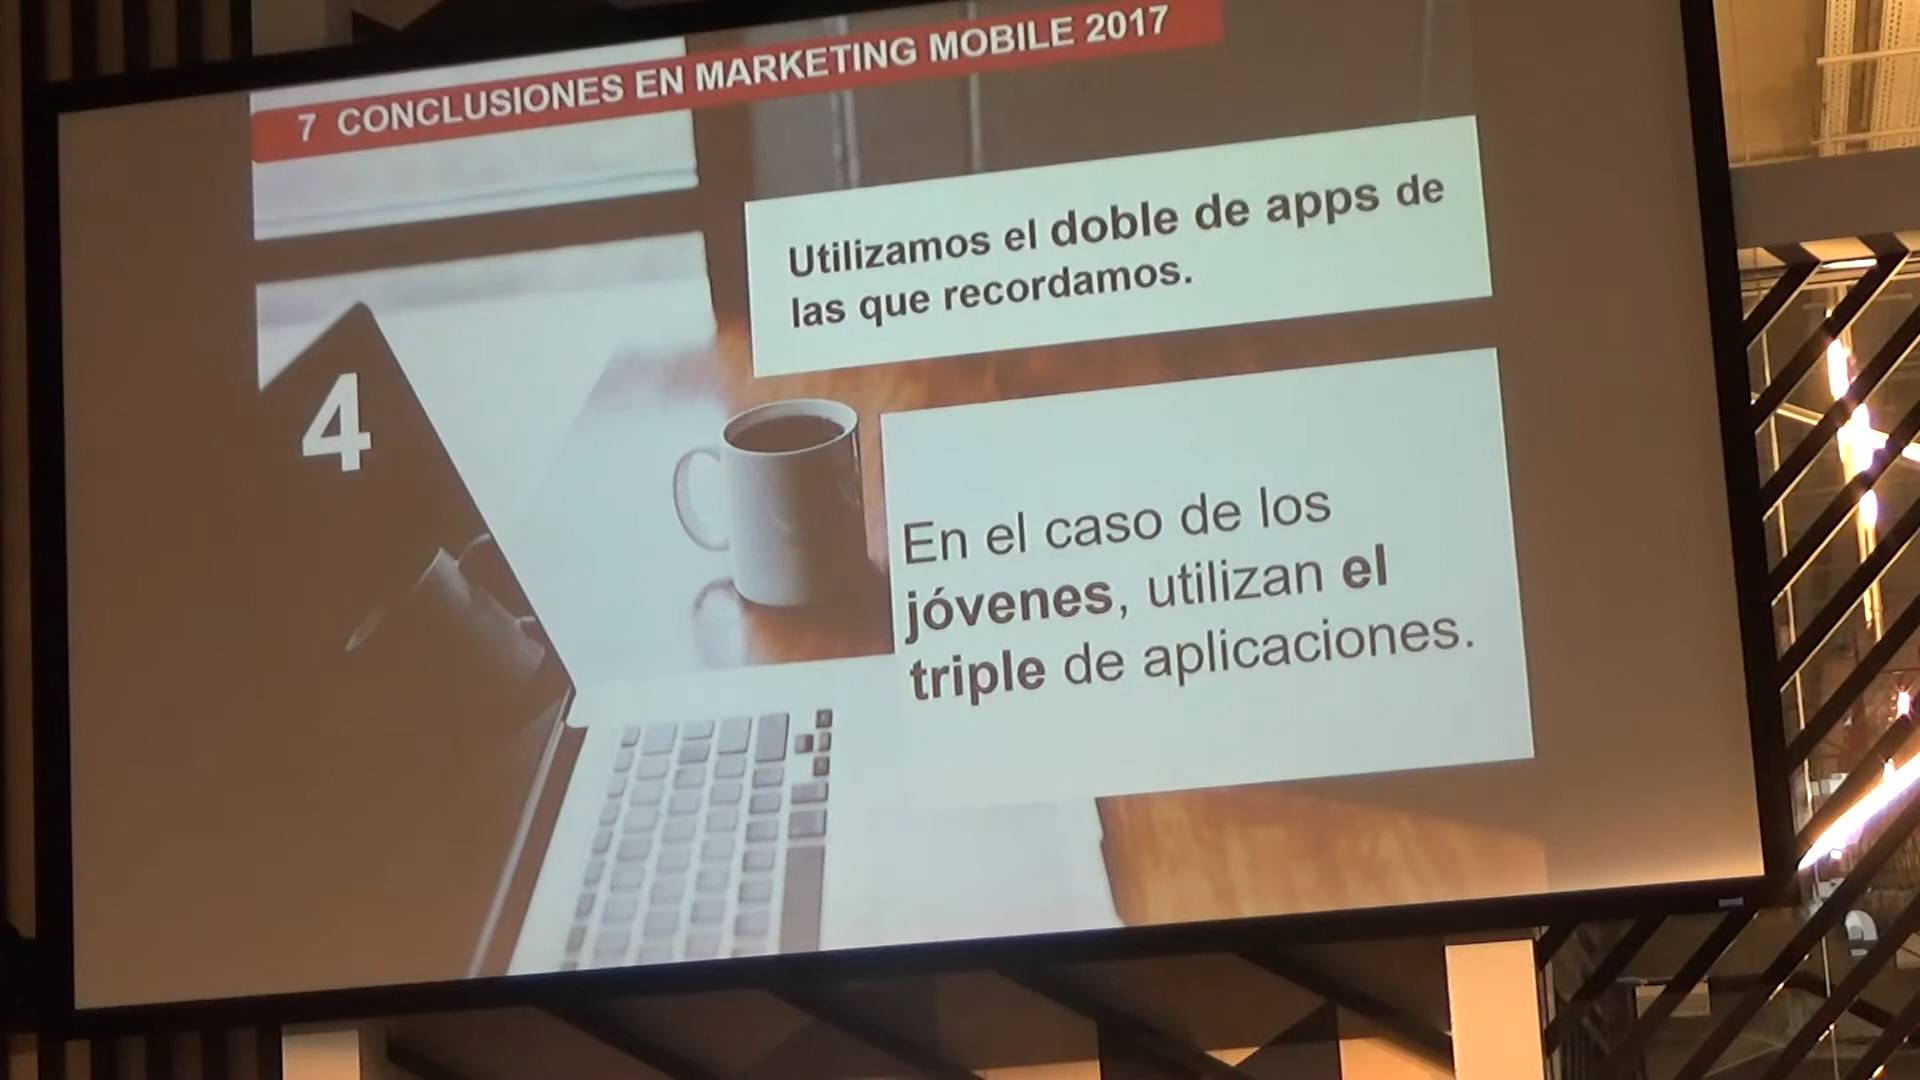 7 CONCLUSIONES EN MARKETING MOBILE 2017
Utilizamos el doble de apps de
las que recordamos.
4
En el caso de los
jóvenes, utilizan el
triple de aplicaciones.